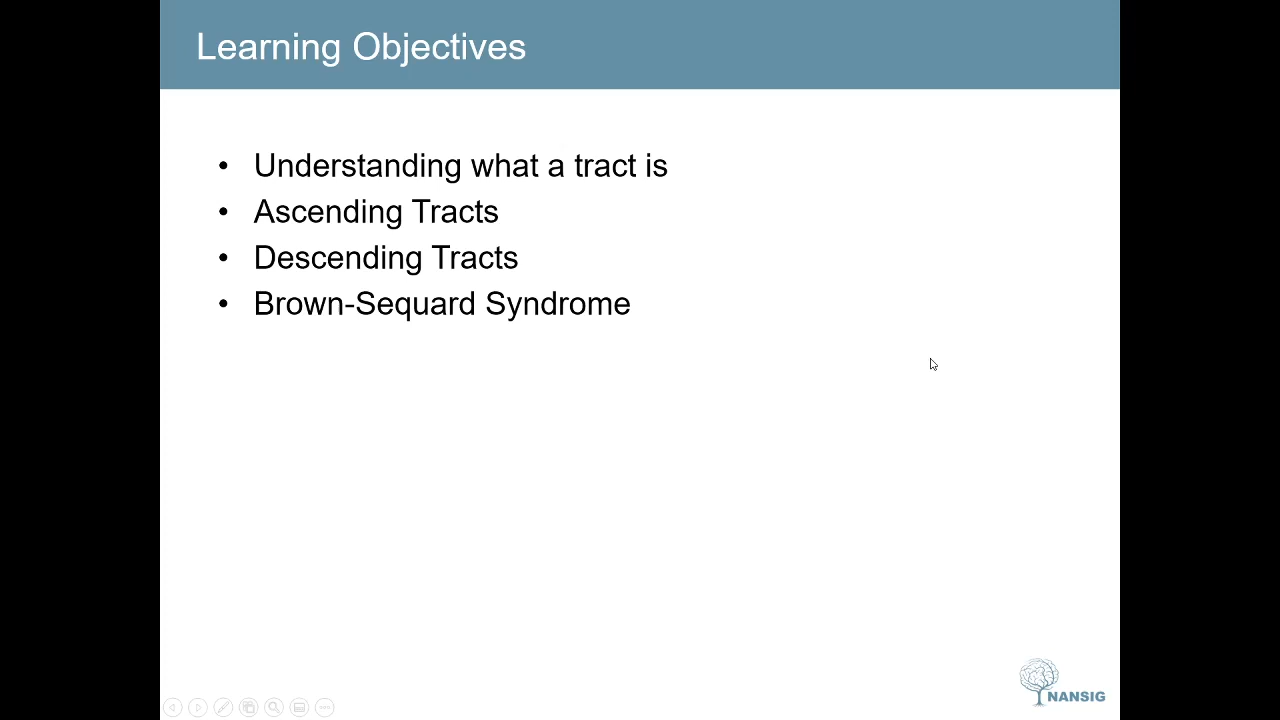 Learning Objectives
• Understanding what a tract is
• Ascending Tracts
• Descending Tracts
• Brown-Sequard Syndrome
NANSIG